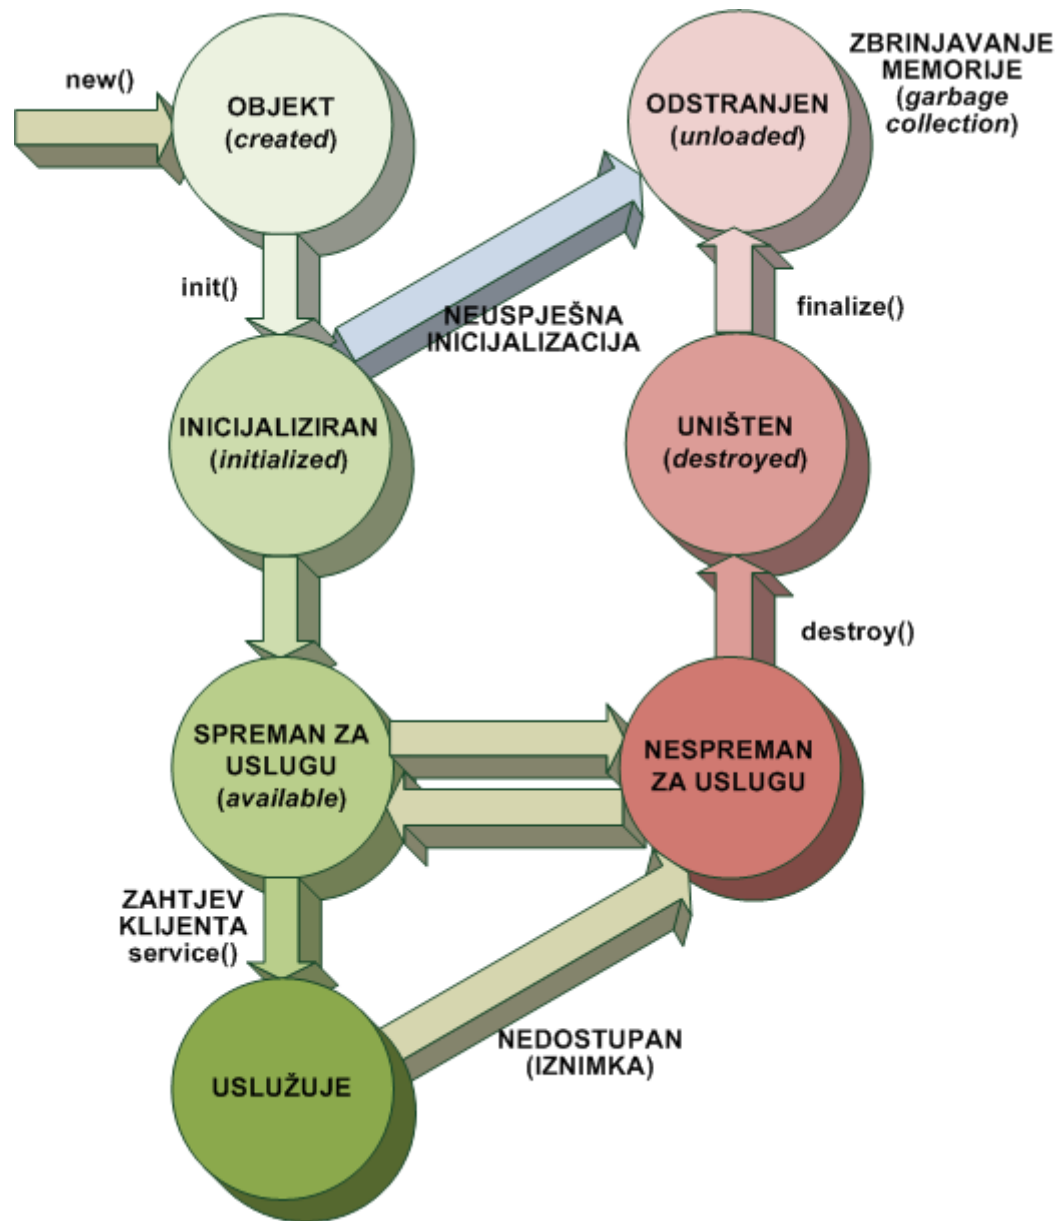 new()
OBJEKT
(created)
ODSTRANJEN
(unloaded)
ZBRINJAVANJE
MEMORIJE
(garbage
collection)
init()
NEUSPJEŠNA
INICIJALIZACIJA
finalize()
INICIJALIZIRAN
(initialized)
UNIŠTEN
(destroyed)
destroy()
SPREMAN ZA
USLUGU
(available)
NESPREMAN
ZA USLUGU
ZAHTJEV
KLIJENTA
service()
NEDOSTUPAN
(IZNIMKA)
USLUŽUJE